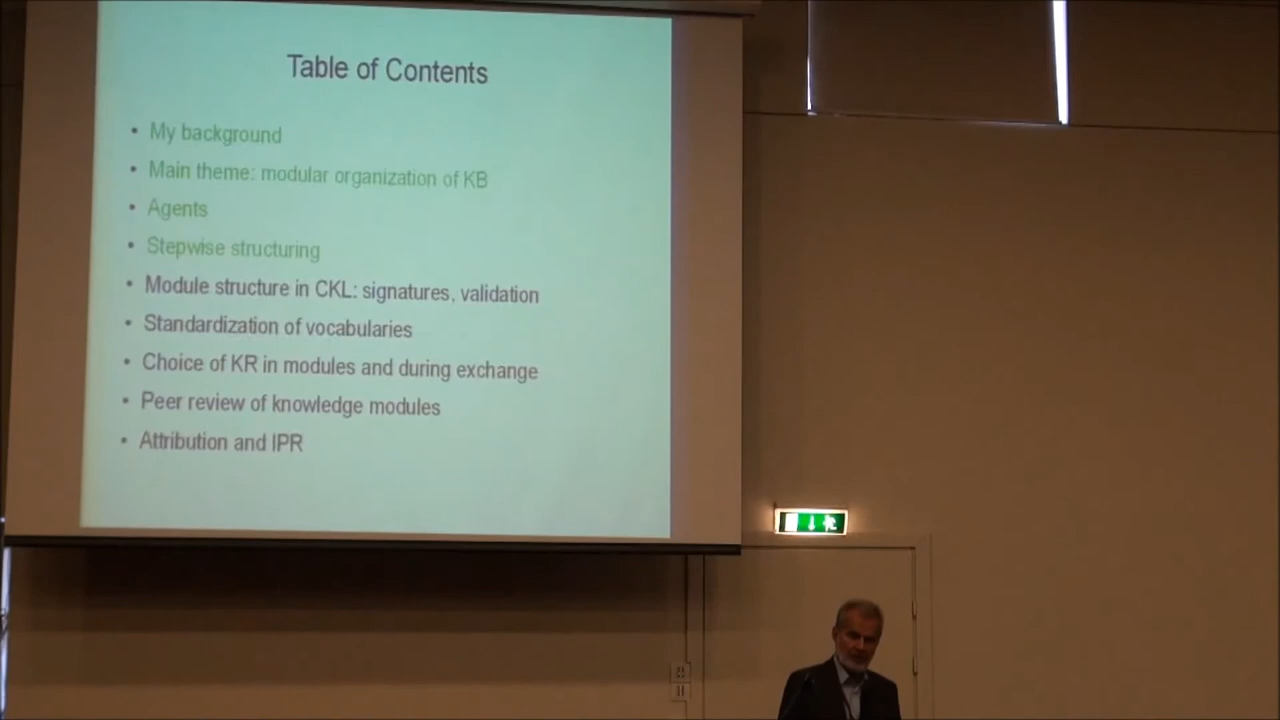 Table of Contents
• My background
• Main theme: modular organization of KB
• Agents
• Stepwise structuring
• Module structure in CKL: signatures, validation
• Standardization of vocabularies
• Choice of KR in modules and during exchange
• Peer review of knowledge modules
• Attribution and IPR